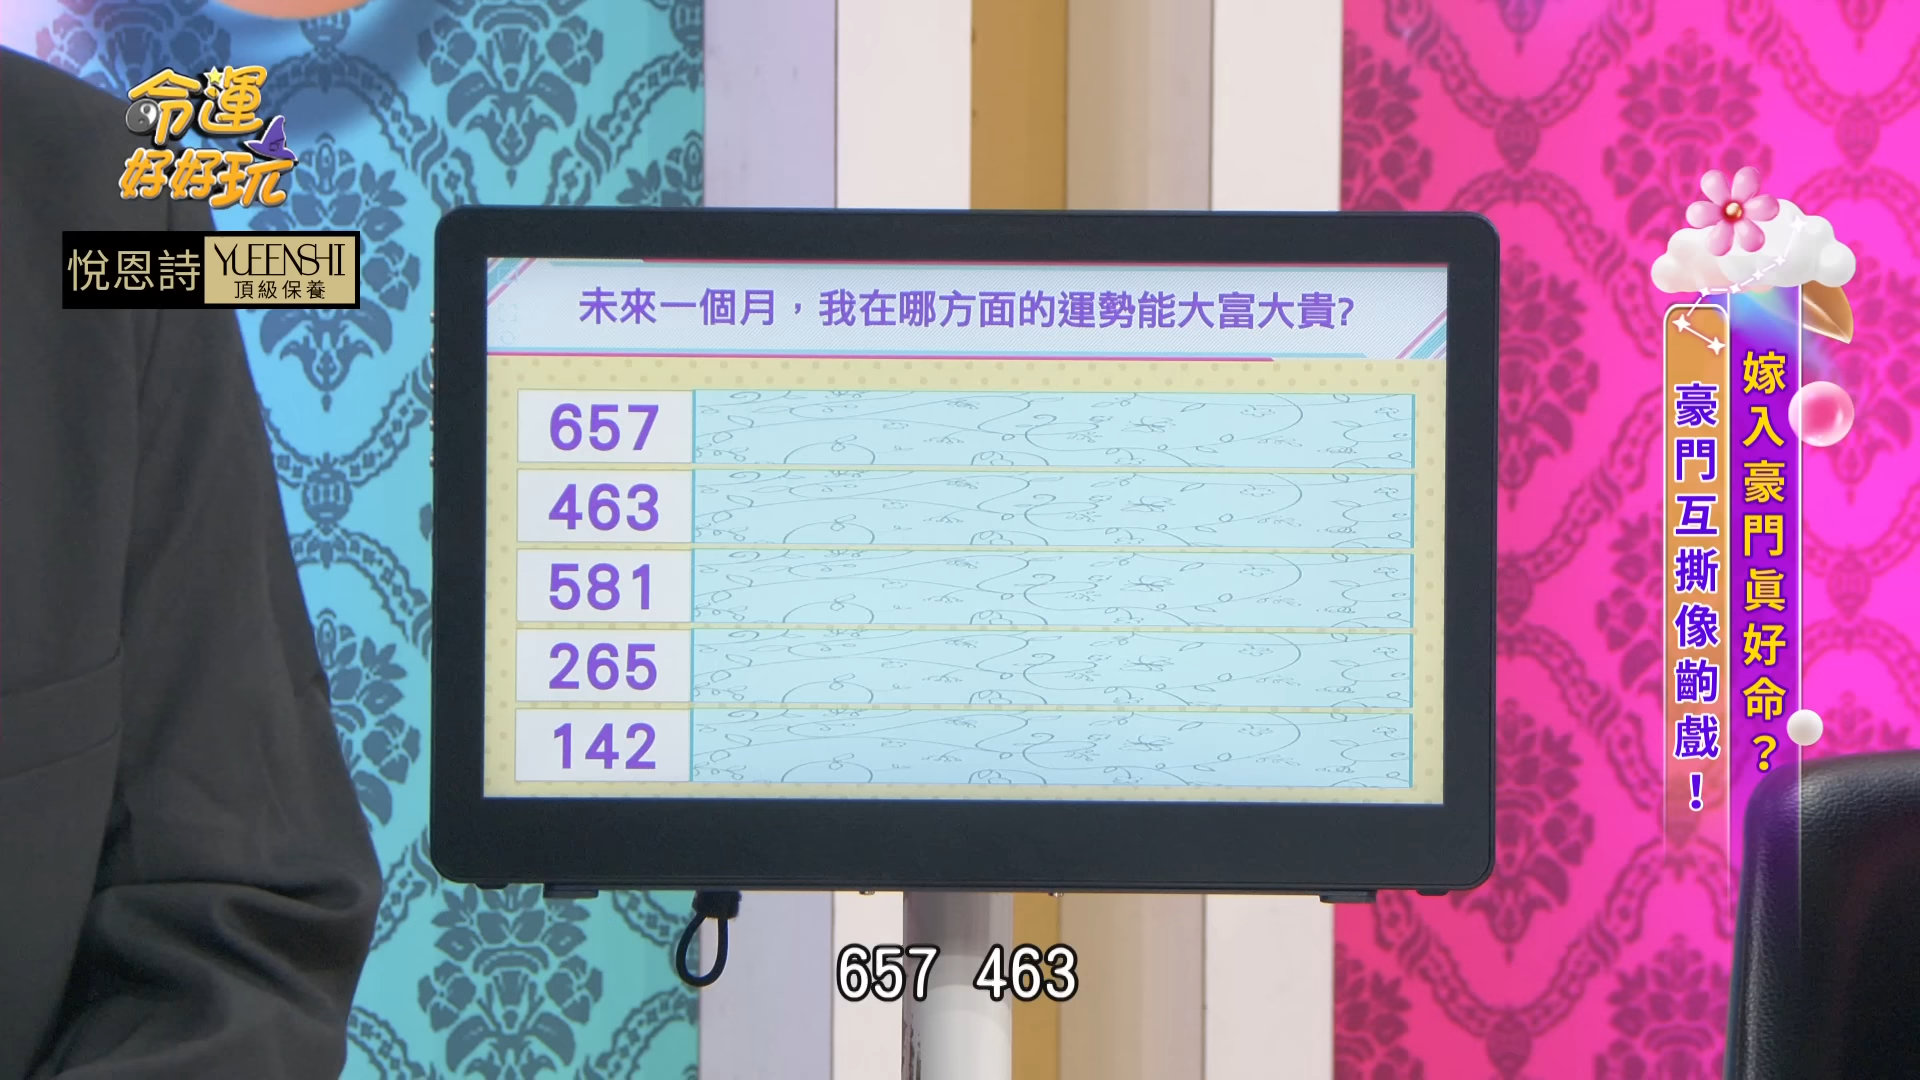 命運
好好玩
悅恩詩
YUEENSHI
頂級保養
未來一個月，我在哪方面的運勢能大富大貴?
657
463
581
265
142
嫁入豪門真好命？
豪門互撕像齣戲！
657 463